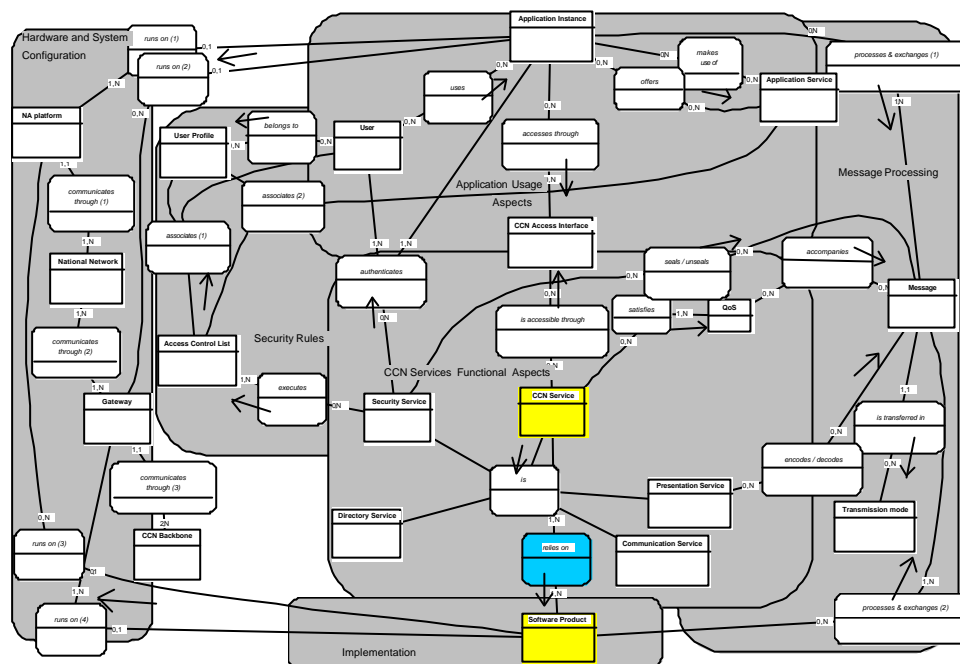 Application Instance
Hardware and System
Configuration
runs on (1)
0,1
0N
processes & exchanges (1)
runs on (2)
0,1
0,N
0N
makes
use of
0,N
offers
0,N
Application Service
1,N
uses
0,N
0,N
1N
NA platform
0,N
User Profile
belongs to
User
0,N
0,N
0,N
accesses through
1,1
communicates
through (1)
associates (2)
Application Usage
Aspects
0,N
Message Processing
associates (1)
CCN Access Interface
1,N
1,N
1,N
National Network
authenticates
seals / unseals
0,N
0,N
accompanies
0,N
0,N
Message
0,N
0,N
0,N
1,N
communicates
through (2)
0N
is accessible through
satisfies
1,N
QoS
Access Control List
Security Rules
0,N
CCN Services Functional Aspects
1,N
1,N
executes
0,N
1,1
Gateway
0N
Security Service
CCN Service
is transferred in
0,N
1,1
communicates
through (3)
encodes / decodes
0,N
is
Presentation Service
0,N
Directory Service
1,N
Transmission mode
0,N
2N
CCN Backbone
runs on (3)
relies on
Communication Service
0,1
1,N
1,N
1,N
runs on (4)
0,1
Software Product
0,N
processes & exchanges (2)
Implementation